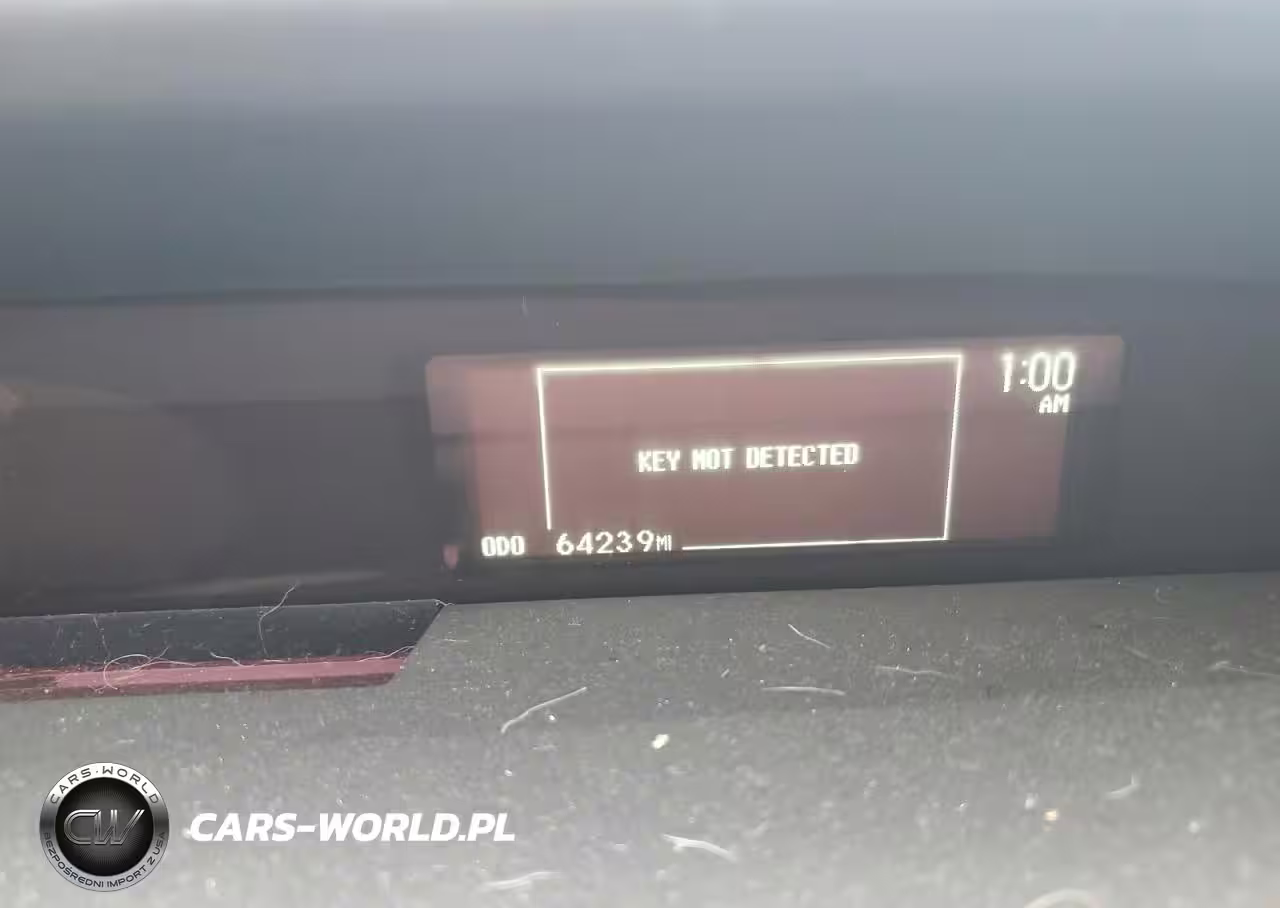 1:00
AM
KEY NOT DETECTED
ODO 64239MI
CARS-WORLD
CW
BEZPOŚREDNI IMPORT Z USA
CARS-WORLD.PL